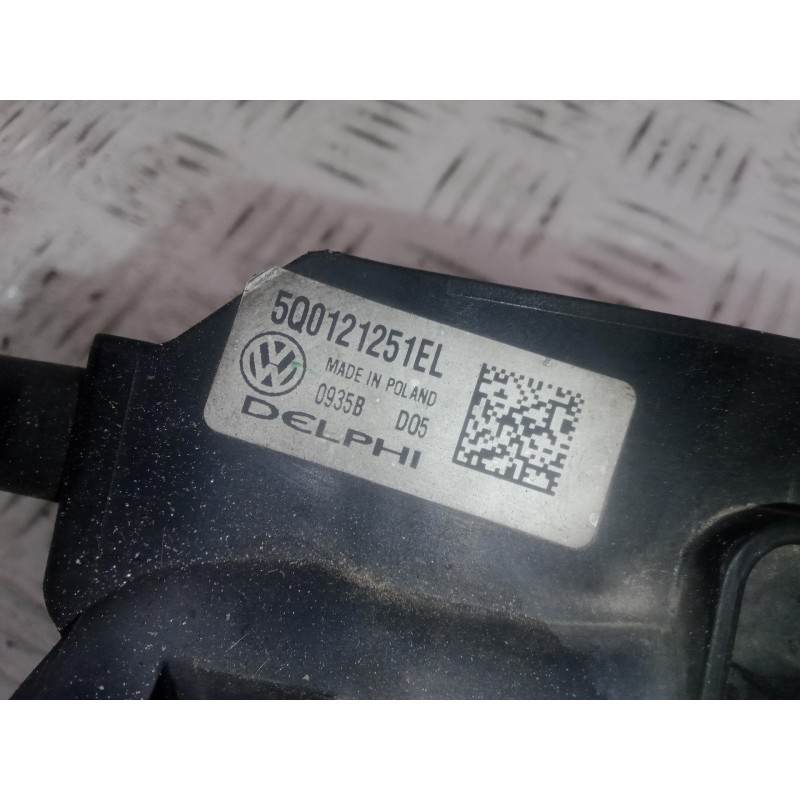 5Q0121251EL
MADE IN POLAND
0935B D05
DELPHI